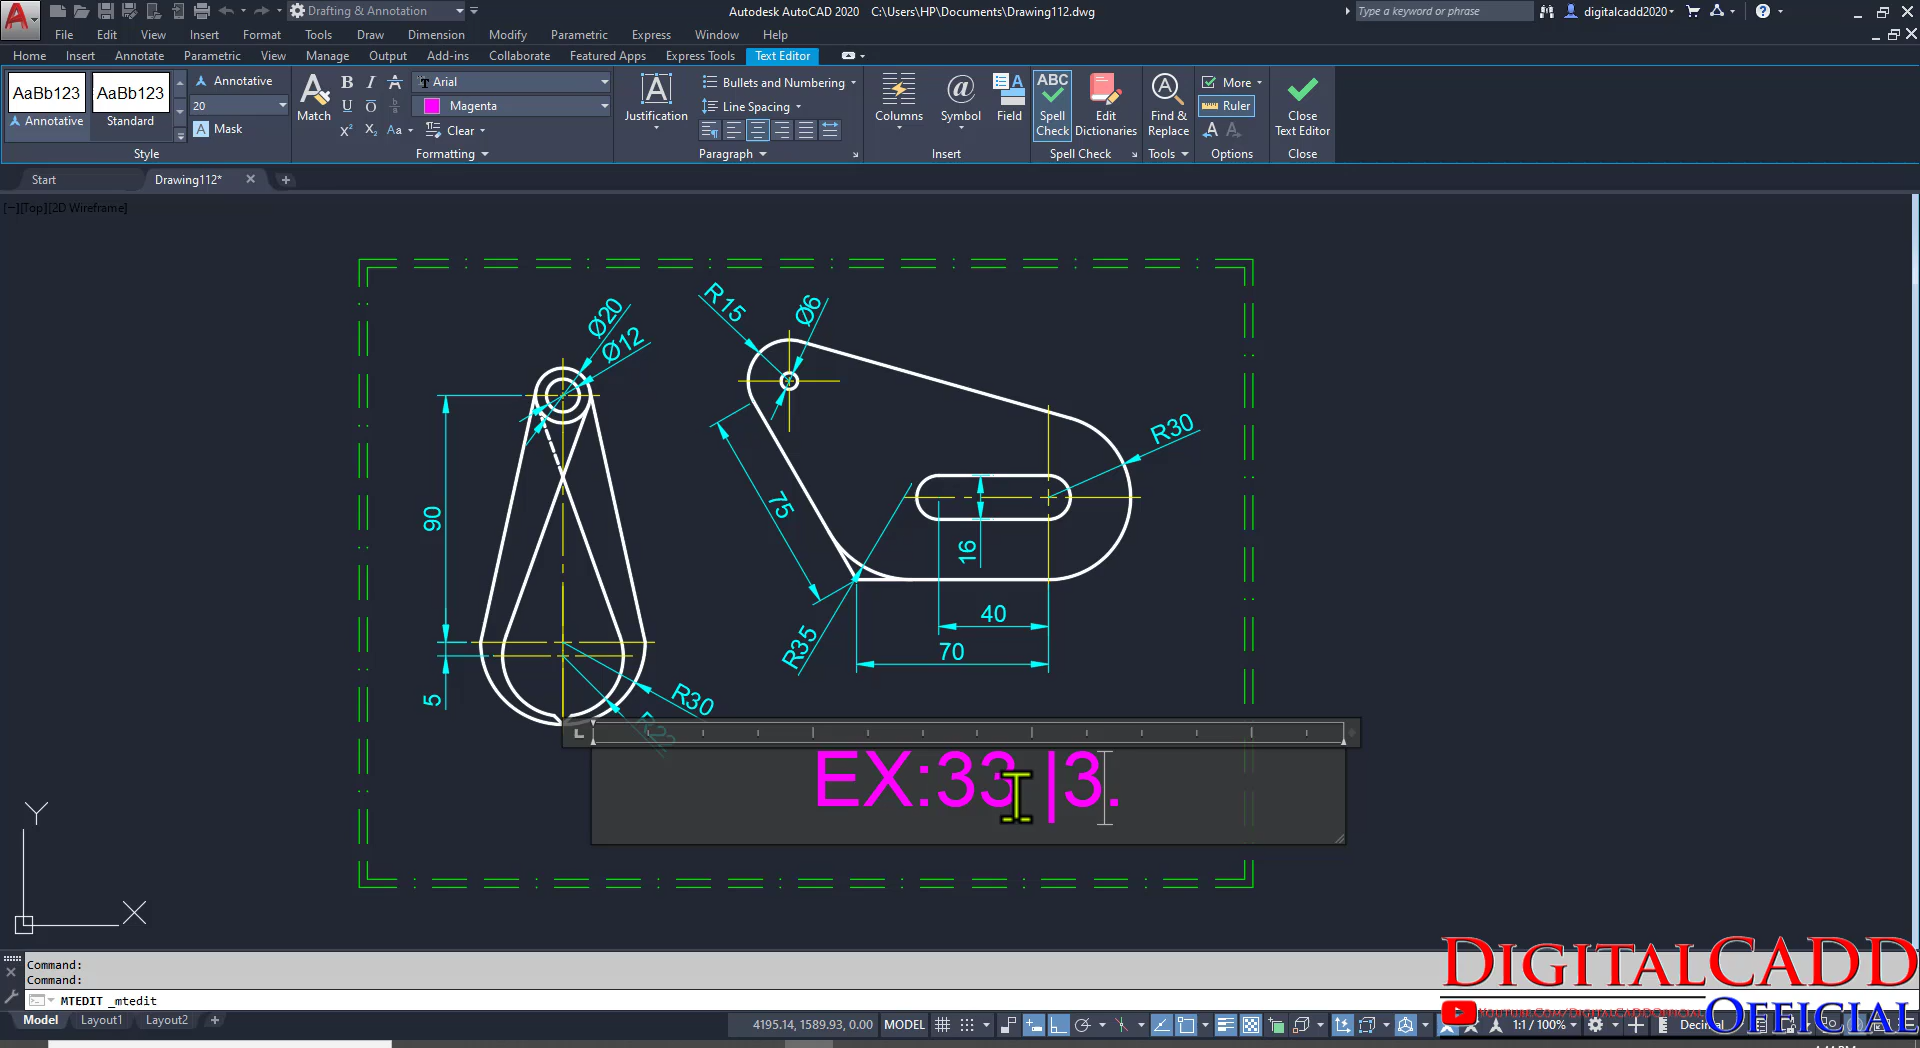 Drafting & Annotation
Autodesk AutoCAD 2020 C:\Users\HP\Documents\Drawing112.dwg
Type a keyword or phrase
digitalcadd2020
File Edit View Insert Format Tools Draw Dimension Modify Parametric Express Window Help
Home Insert Annotate Parametric View Manage Output Add-ins Collaborate Featured Apps Express Tools Text Editor
AaBb123 AaBb123
Annotative Standard
Annotative
20
Mask
Style
Match
B I A
U O
Arial
Magenta
Clear
Formatting
Justification
Bullets and Numbering
Line Spacing
Paragraph
Columns
@
Symbol
Field
Insert
ABC
Spell Check
Edit Dictionaries
Spell Check
Find & Replace
Tools
More
Ruler
Options
Close Text Editor
Close
Start
Drawing112*
[−][Top][2D Wireframe]
Ø20
Ø12
90
5
R30
R22
R15
Ø6
75
R35
16
40
70
R30
EX:33 |3.
Y
X
Command:
Command:
MTEDIT _mtedit
Model Layout1 Layout2
4195.14, 1589.93, 0.00 MODEL
1:1 / 100%
Decimal
DIGITALCADD
OFFICIAL
YOUTUBE.COM/DIGITALCADDOFFICIAL